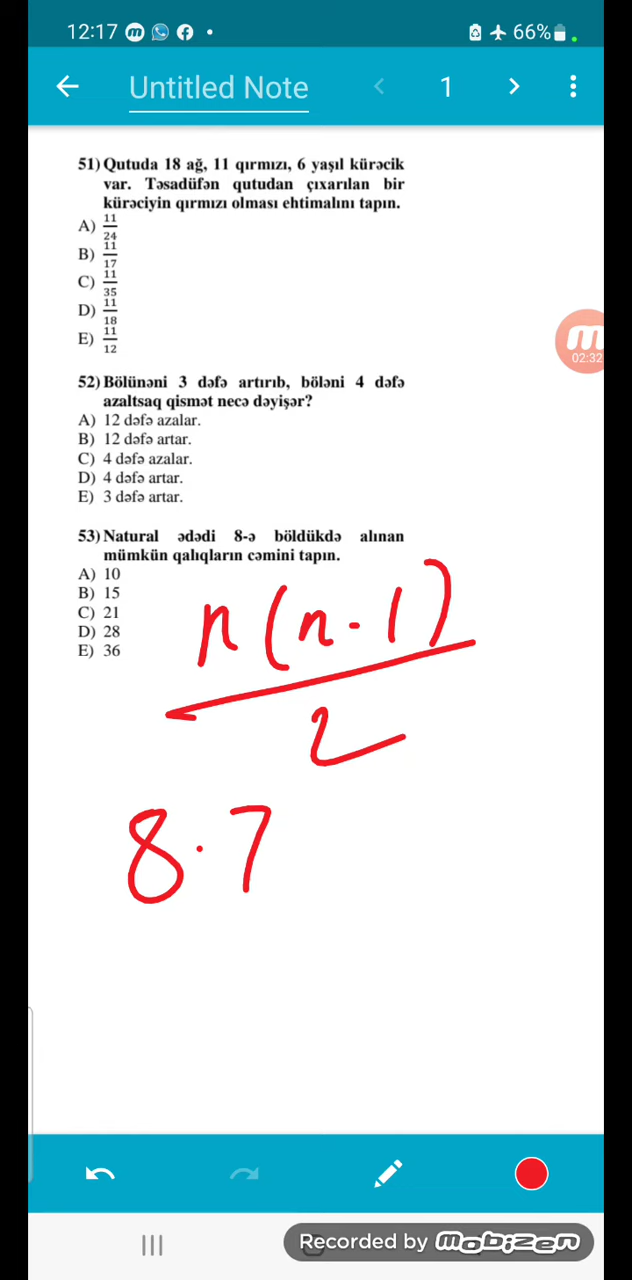 12:17 66%
Untitled Note 1
51) Qutuda 18 ağ, 11 qırmızı, 6 yaşıl kürəcik
var. Təsadüfən qutudan çıxarılan bir
kürəciyin qırmızı olması ehtimalını tapın.
A) 11/24
B) 11/17
C) 11/35
D) 11/18
E) 11/12
02:32
52) Bölünəni 3 dəfə artırıb, böləni 4 dəfə
azaltsaq qismət necə dəyişər?
A) 12 dəfə azalar.
B) 12 dəfə artar.
C) 4 dəfə azalar.
D) 4 dəfə artar.
E) 3 dəfə artar.
53) Natural ədədi 8-ə böldükdə alınan
mümkün qalıqların cəmini tapın.
A) 10
B) 15
C) 21
D) 28
E) 36
n(n-1)
2
8·7
Recorded by mobizen